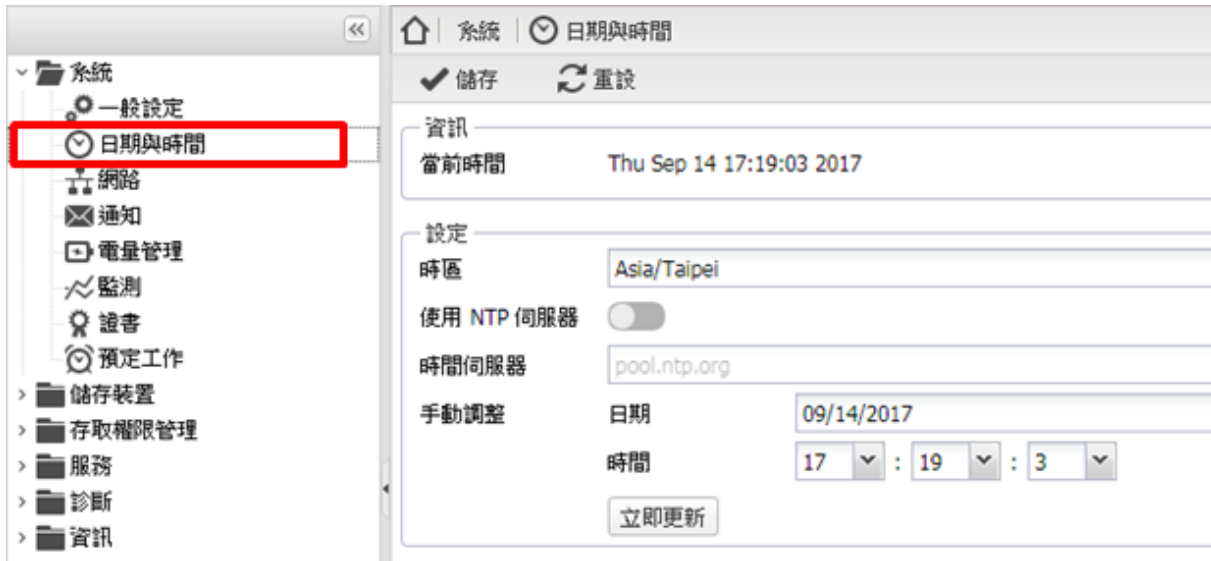 系統
一般設定
日期與時間
網路
通知
電量管理
監測
證書
預定工作
儲存裝置
存取權限管理
服務
診斷
資訊
系統 日期與時間
儲存 重設
資訊
當前時間 Thu Sep 14 17:19:03 2017
設定
時區 Asia/Taipei
使用 NTP 伺服器
時間伺服器 pool.ntp.org
手動調整 日期 09/14/2017
時間 17 : 19 : 3
立即更新